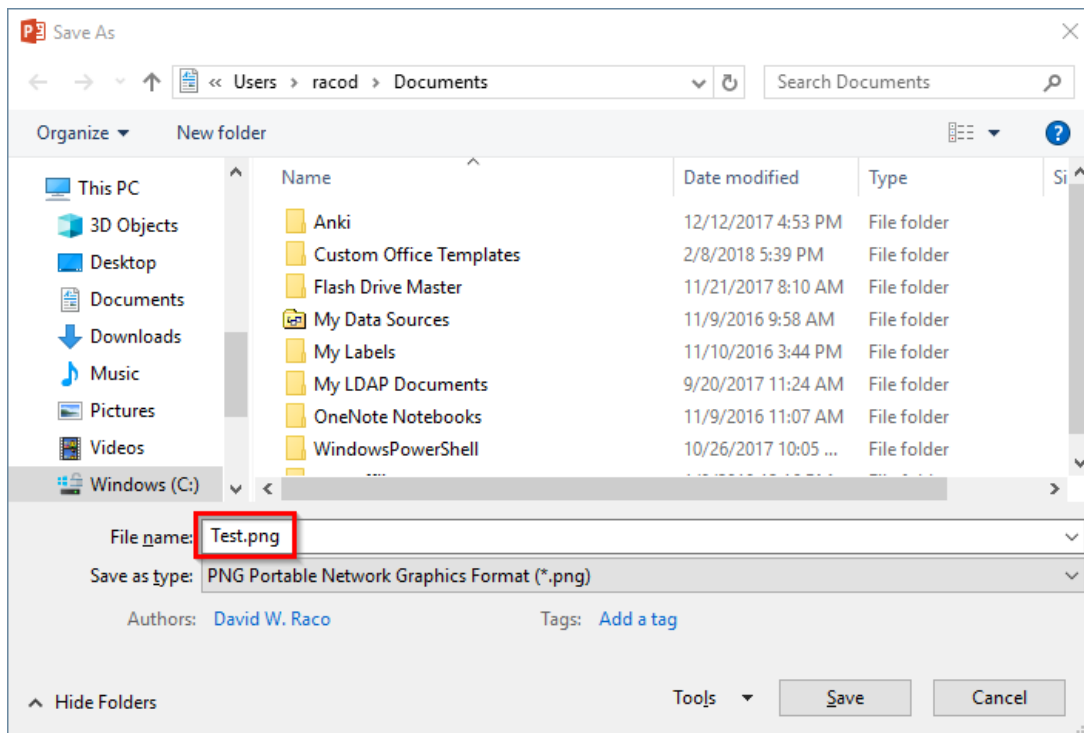 Save As
« Users > racod > Documents
Search Documents
Organize
New folder
Name
Date modified
Type
Si
This PC
3D Objects
Desktop
Documents
Downloads
Music
Pictures
Videos
Windows (C:)
Anki 12/12/2017 4:53 PM File folder
Custom Office Templates 2/8/2018 5:39 PM File folder
Flash Drive Master 11/21/2017 8:10 AM File folder
My Data Sources 11/9/2016 9:58 AM File folder
My Labels 11/10/2016 3:44 PM File folder
My LDAP Documents 9/20/2017 11:24 AM File folder
OneNote Notebooks 11/9/2016 11:07 AM File folder
WindowsPowerShell 10/26/2017 10:05 ... File folder
File name: Test.png
Save as type: PNG Portable Network Graphics Format (*.png)
Authors: David W. Raco Tags: Add a tag
Hide Folders
Tools
Save
Cancel